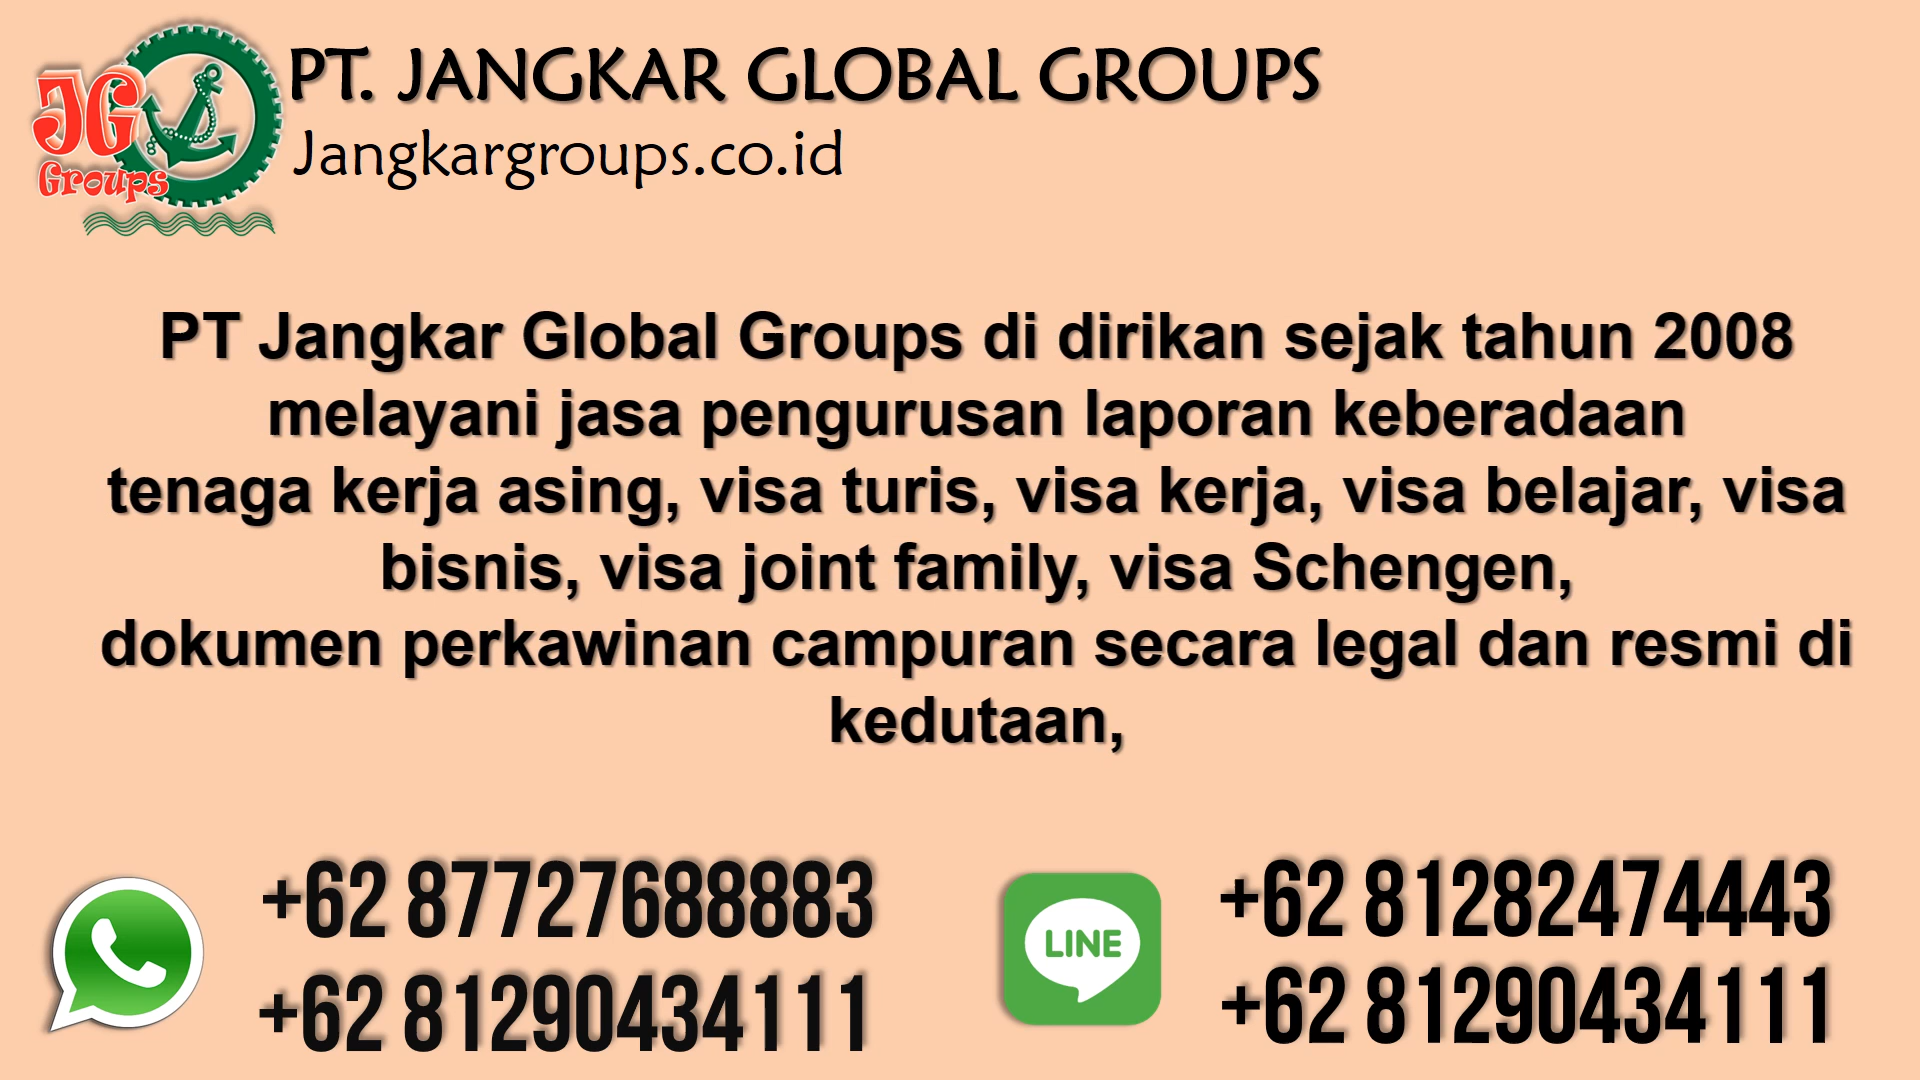 JG
Groups
PT. JANGKAR GLOBAL GROUPS
Jangkargroups.co.id
PT Jangkar Global Groups di dirikan sejak tahun 2008
melayani jasa pengurusan laporan keberadaan
tenaga kerja asing, visa turis, visa kerja, visa belajar, visa
bisnis, visa joint family, visa Schengen,
dokumen perkawinan campuran secara legal dan resmi di
kedutaan,
+62 87727688883
+62 81290434111
LINE
+62 81282474443
+62 81290434111